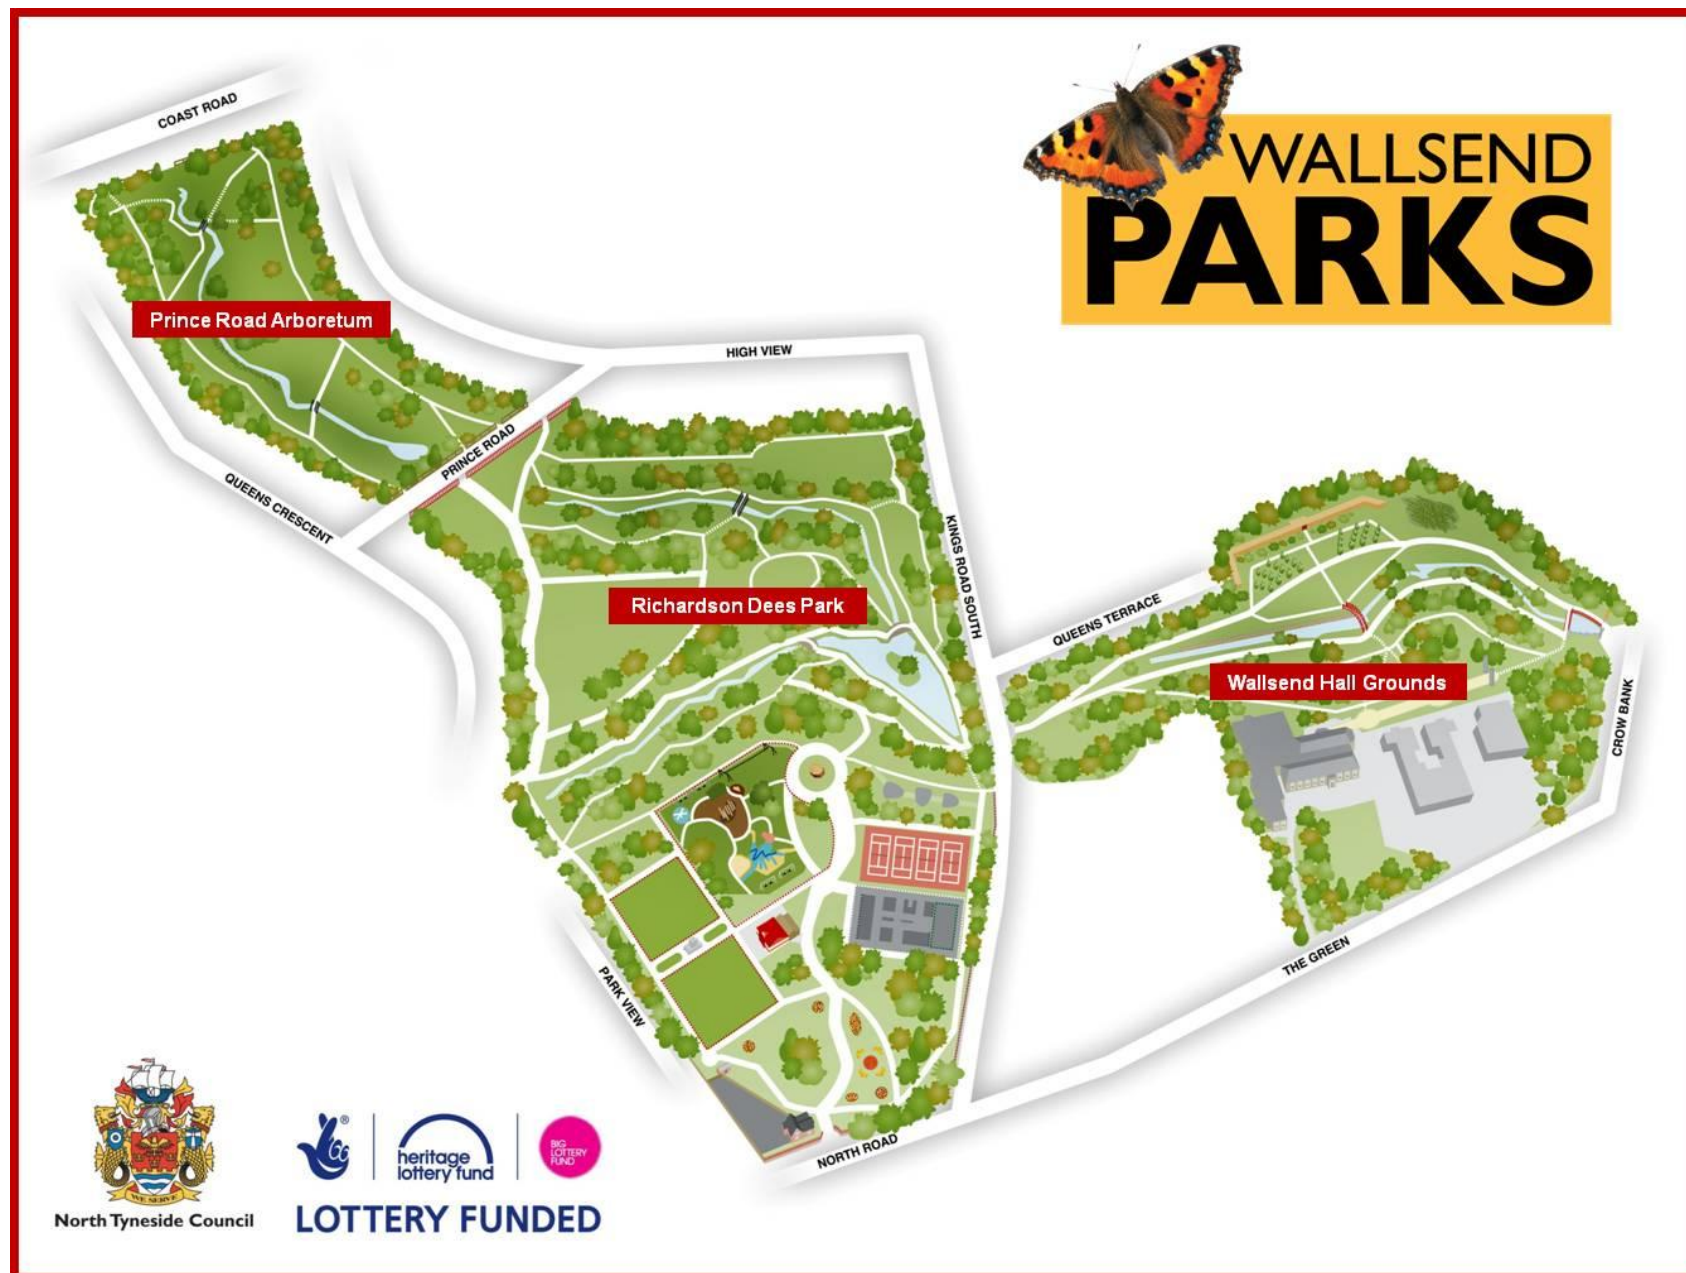 COAST ROAD
WALLSEND
PARKS
Prince Road Arboretum
HIGH VIEW
PRINCE ROAD
QUEENS CRESCENT
KINGS ROAD SOUTH
Richardson Dees Park
QUEENS TERRACE
Wallsend Hall Grounds
CROW BANK
THE GREEN
PARK VIEW
NORTH ROAD
WE SERVE
North Tyneside Council
®
heritage
lottery fund
BIG
LOTTERY
FUND
LOTTERY FUNDED